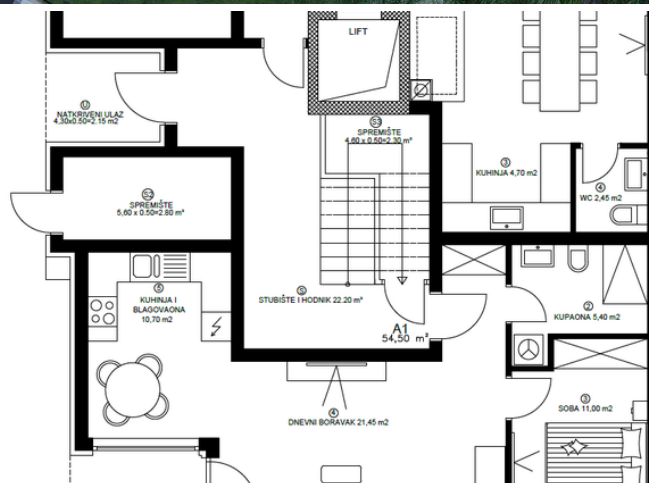 LIFT
U
NATKRIVENI ULAZ
4,30x0.50=2.15 m2
S3
SPREMIŠTE
4,60 x 0.50=2.30 m²
3
KUHINJA 4,70 m2
4
WC 2,45 m2
S2
SPREMIŠTE
5,60 x 0.50=2.80 m²
5
KUHINJA I
BLAGOVAONA
10,70 m2
S
STUBIŠTE I HODNIK 22.20 m²
A1
54,50 m²
2
KUPAONA 5,40 m2
4
DNEVNI BORAVAK 21,45 m2
3
SOBA 11,00 m2